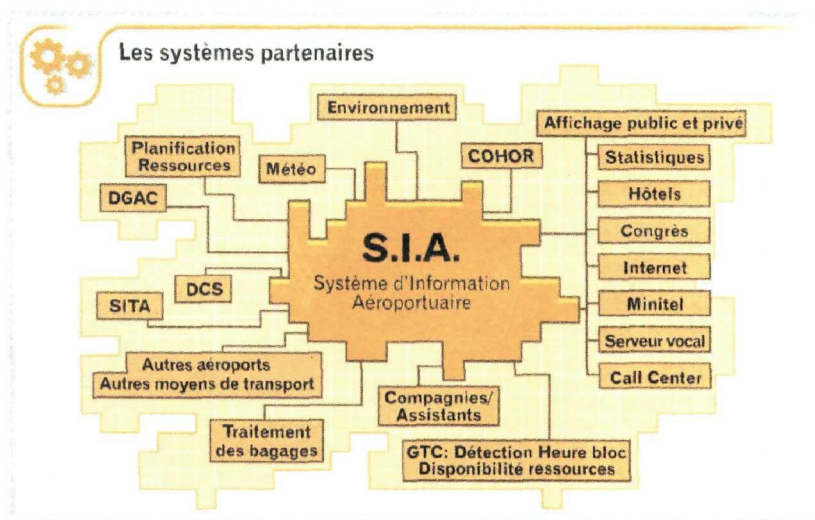 Les systèmes partenaires
Environnement
Affichage public et privé
Planification
Ressources
Météo
COHOR
Statistiques
DGAC
Hôtels
S.I.A.
Système d'Information
Aéroportuaire
Congrès
Internet
DCS
SITA
Minitel
Serveur vocal
Autres aéroports
Autres moyens de transport
Call Center
Compagnies/
Assistants
Traitement
des bagages
GTC: Détection Heure bloc
Disponibilité ressources